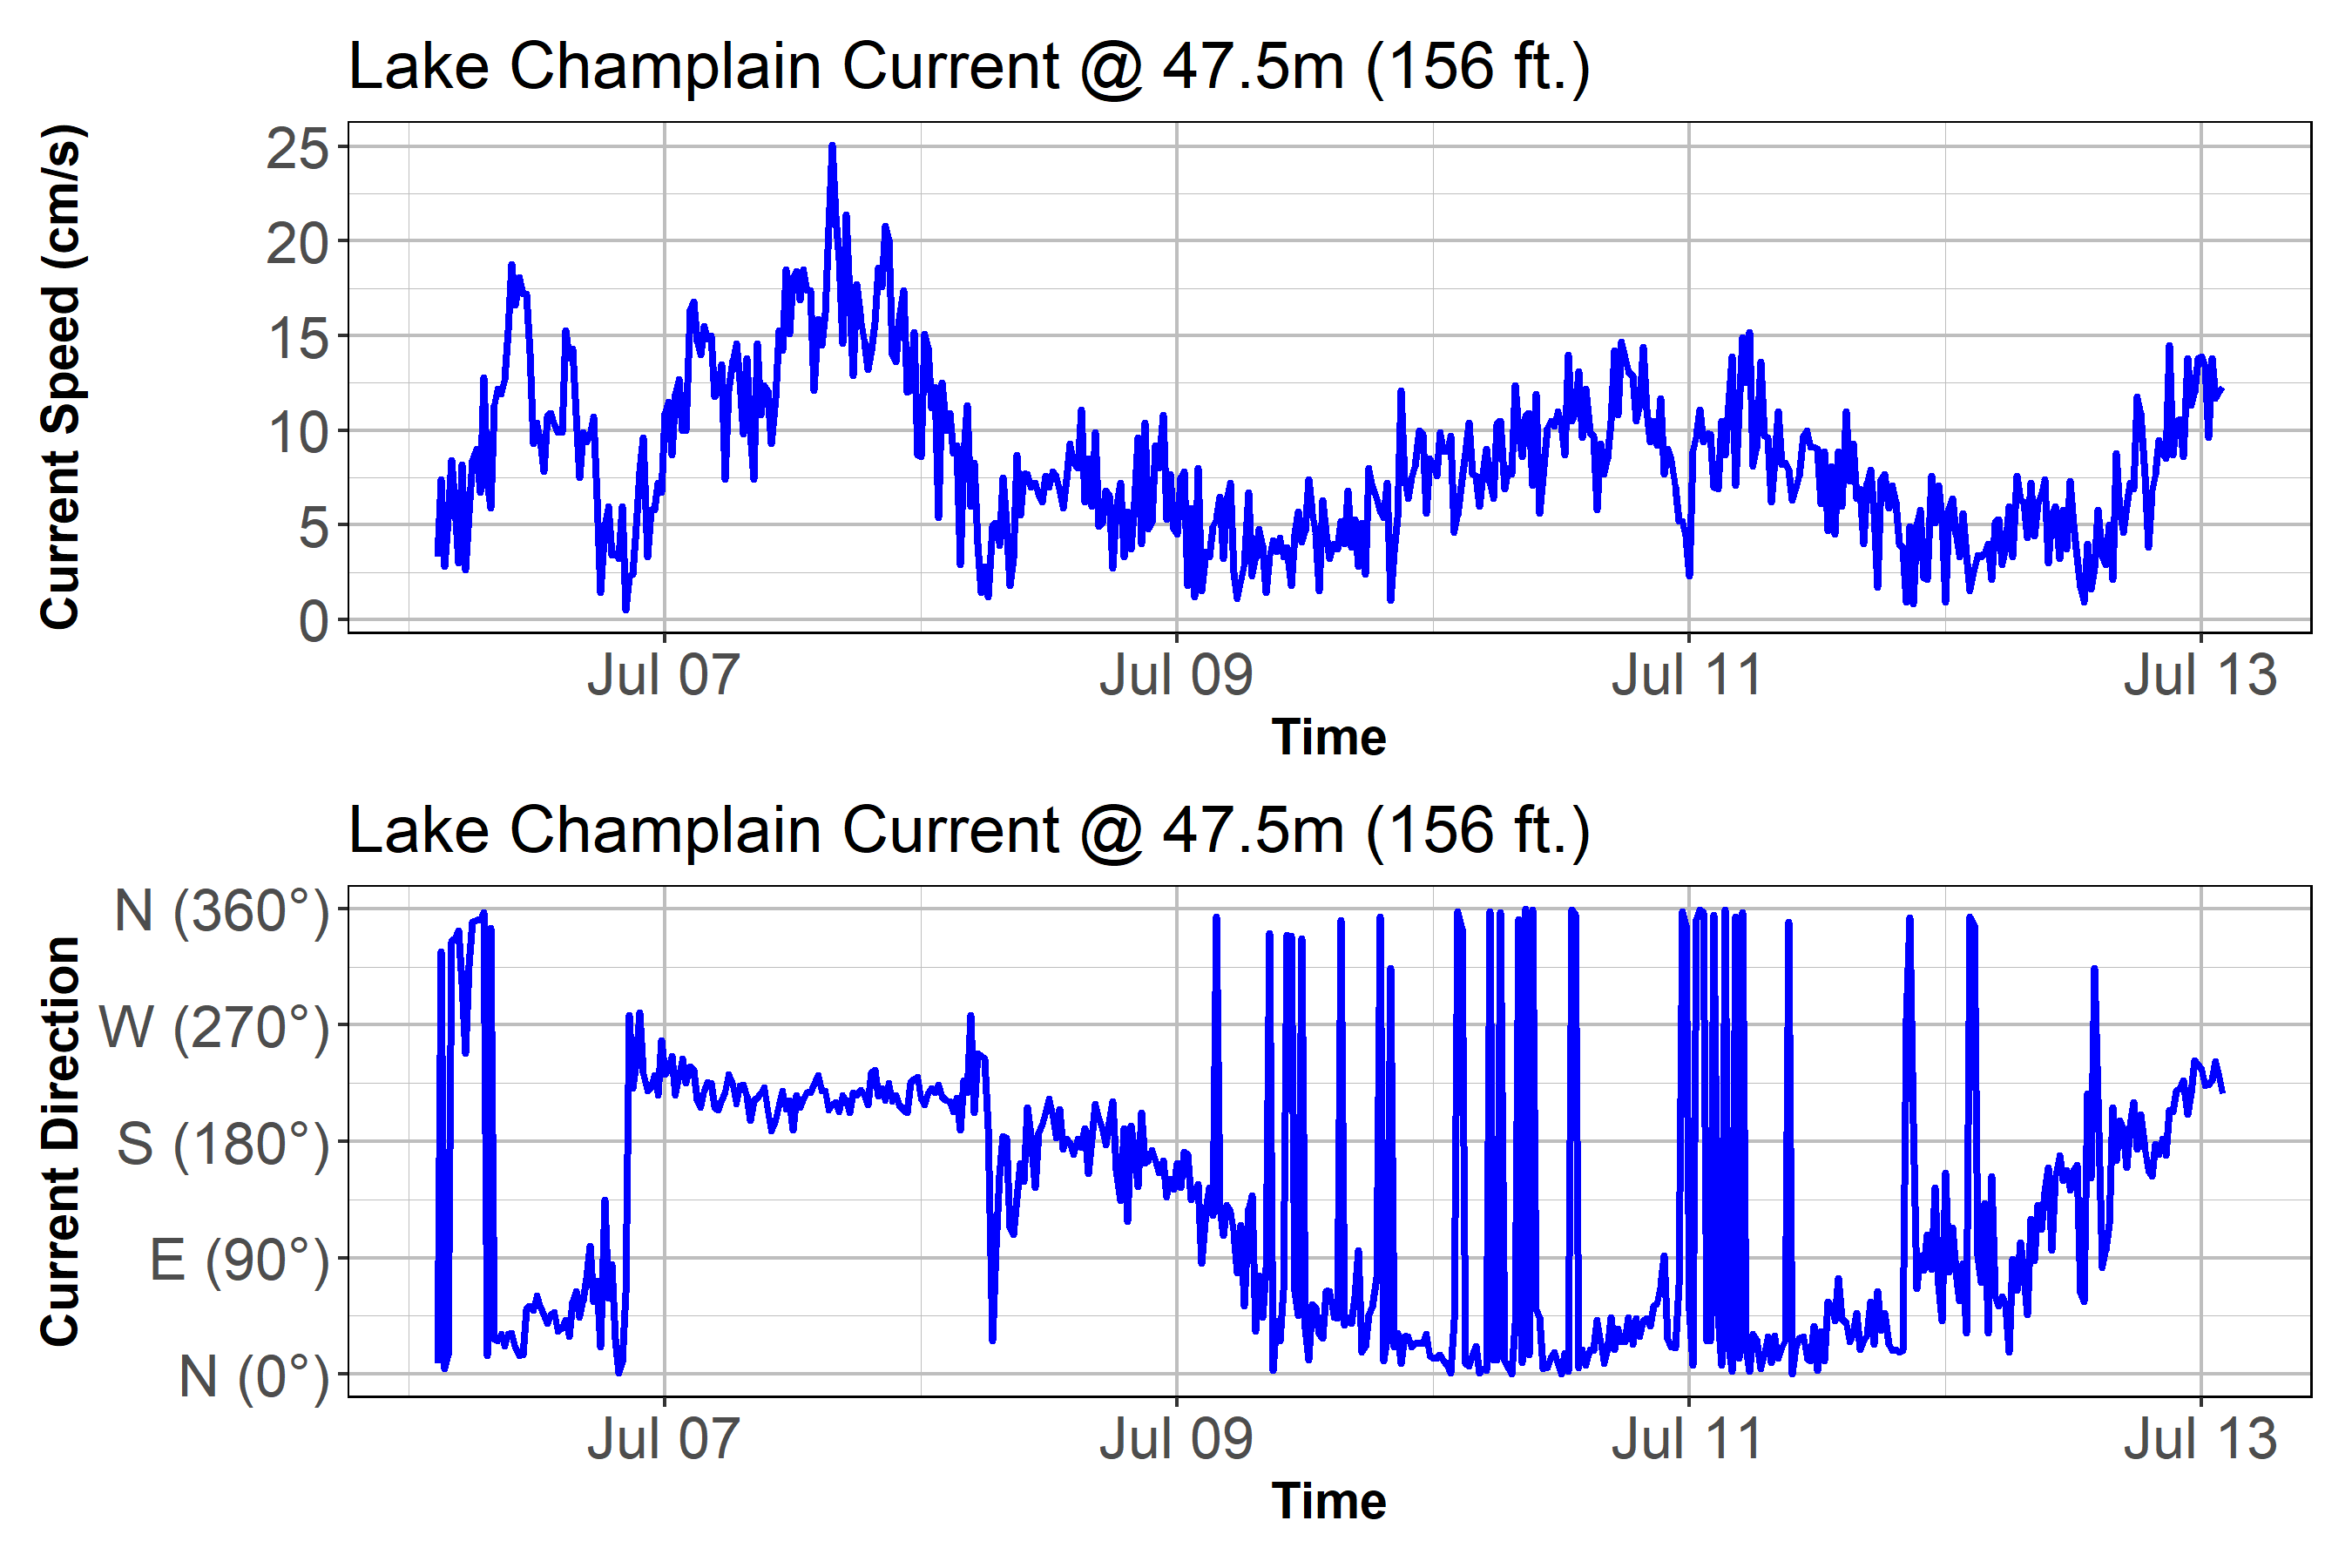 Lake Champlain Current @ 47.5m (156 ft.)
Current Speed (cm/s)
25
20
15
10
5
0
Jul 07 Jul 09 Jul 11 Jul 13
Time
Lake Champlain Current @ 47.5m (156 ft.)
Current Direction
N (360°)
W (270°)
S (180°)
E (90°)
N (0°)
Jul 07 Jul 09 Jul 11 Jul 13
Time